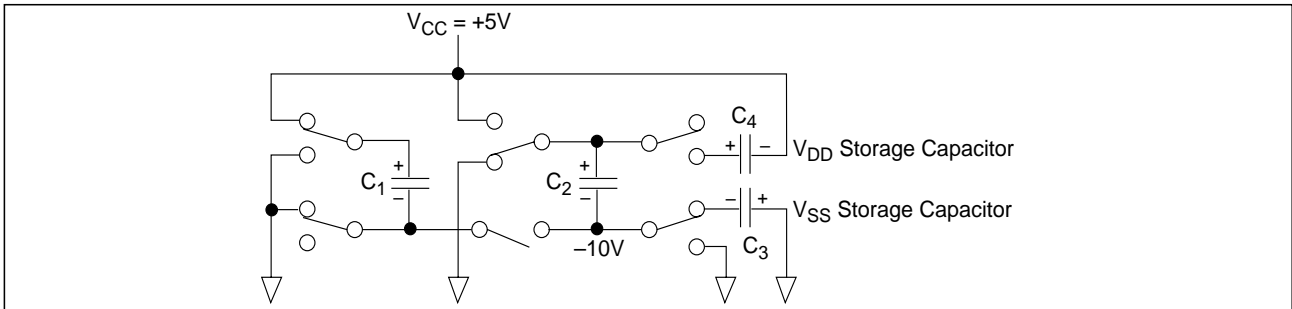 V_CC = +5V
C_4
+ − V_DD Storage Capacitor
+ C_1 −
+ C_2 −
− + V_SS Storage Capacitor
−10V
C_3